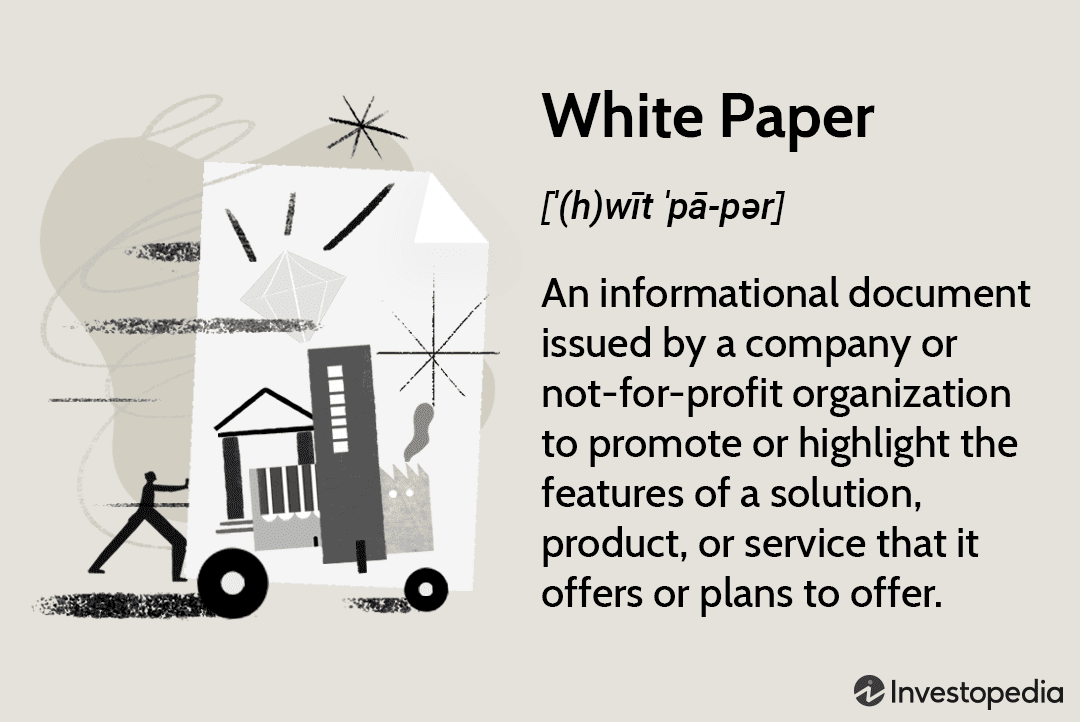 White Paper
[ˈ(h)wīt ˈpā-pər]
An informational document
issued by a company or
not-for-profit organization
to promote or highlight the
features of a solution,
product, or service that it
offers or plans to offer.
Investopedia